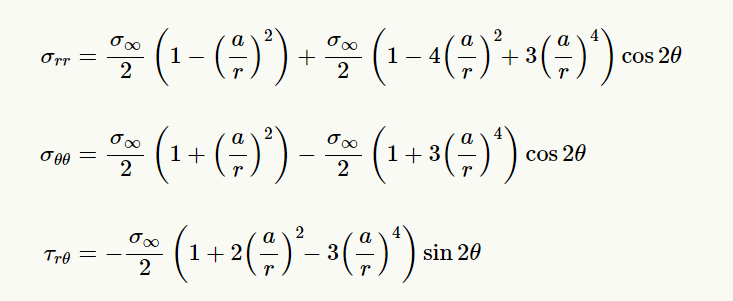 σ_rr = σ_∞/2 (1 − (a/r)^2) + σ_∞/2 (1 − 4(a/r)^2 + 3(a/r)^4) cos 2θ
σ_θθ = σ_∞/2 (1 + (a/r)^2) − σ_∞/2 (1 + 3(a/r)^4) cos 2θ
τ_rθ = −σ_∞/2 (1 + 2(a/r)^2 − 3(a/r)^4) sin 2θ